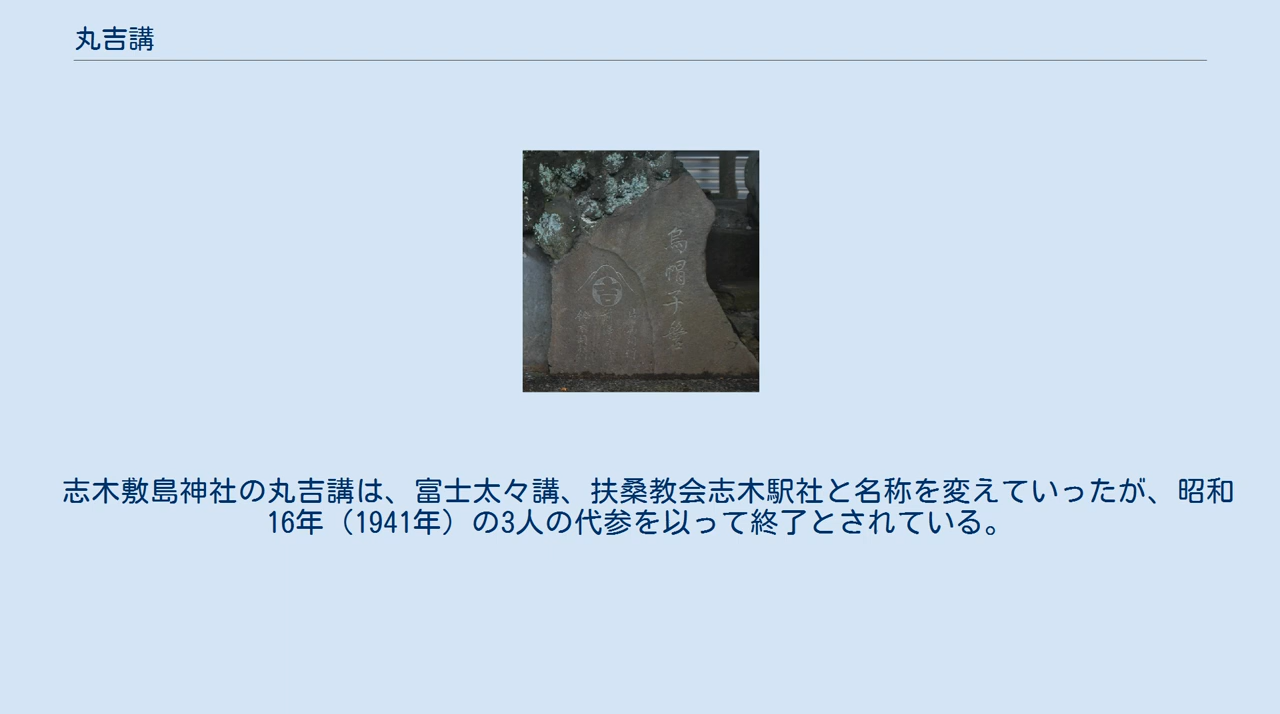 丸吉講
烏帽子磐
吉
志木敷島神社の丸吉講は、富士太々講、扶桑教会志木駅社と名称を変えていったが、昭和
16年（1941年）の3人の代参を以って終了とされている。